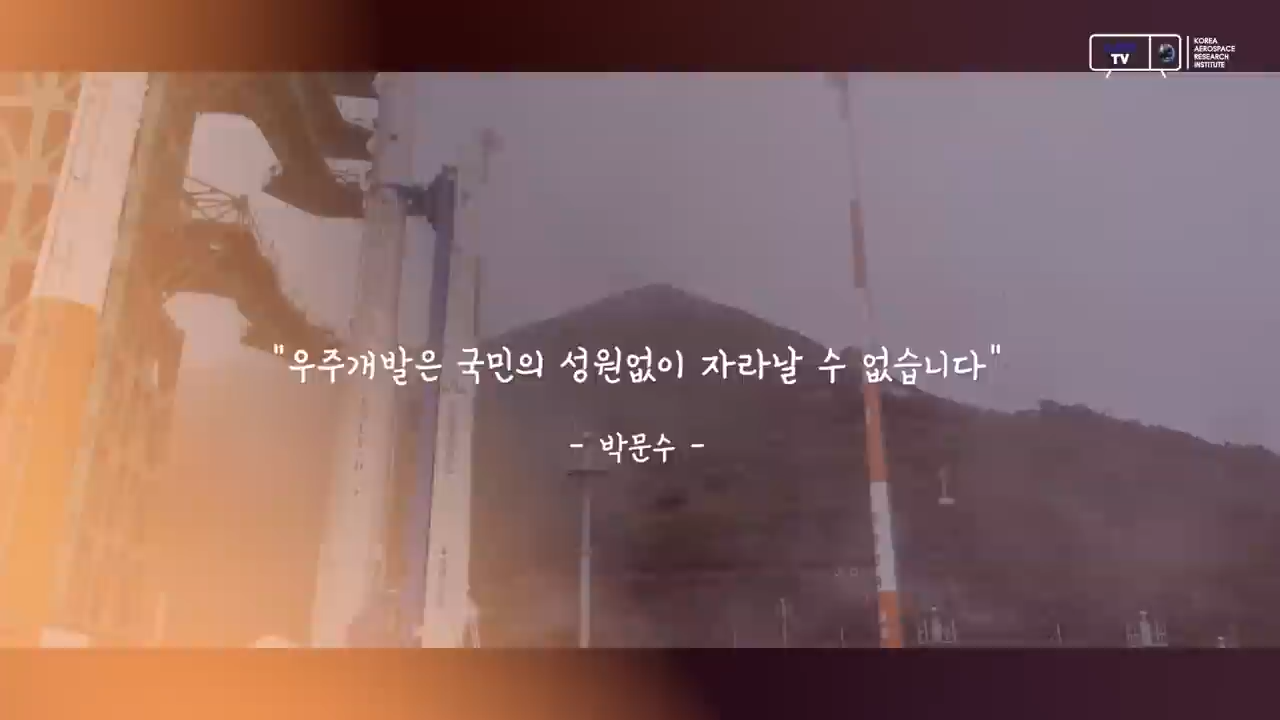 TV
KOREA
AEROSPACE
RESEARCH
INSTITUTE
"우주개발은 국민의 성원없이 자라날 수 없습니다"
- 박문수 -